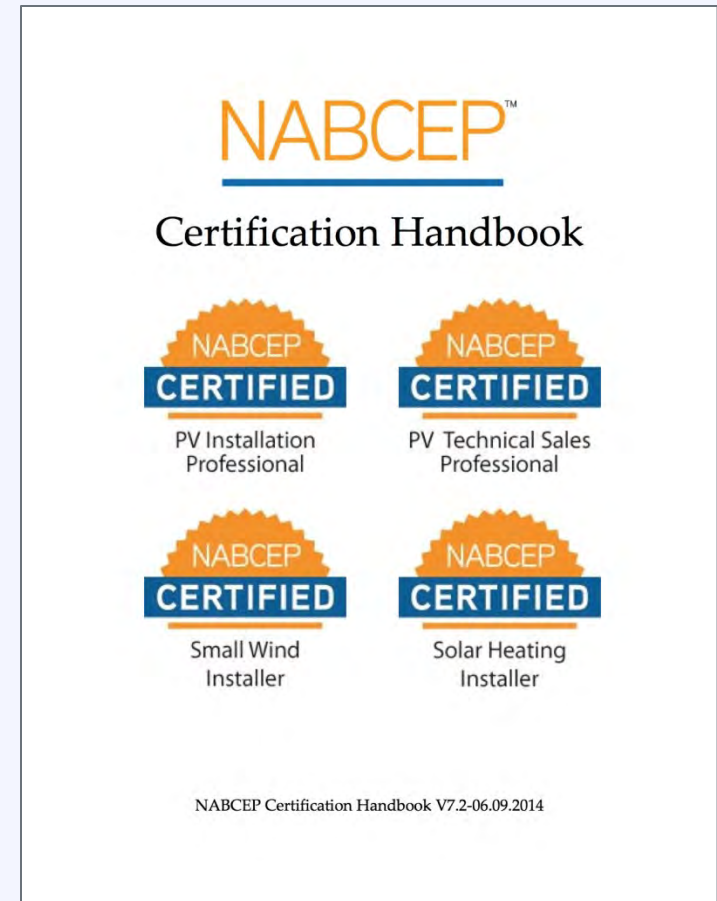 NABCEP™
Certification Handbook
NABCEP
CERTIFIED
PV Installation
Professional
NABCEP
CERTIFIED
PV Technical Sales
Professional
NABCEP
CERTIFIED
Small Wind
Installer
NABCEP
CERTIFIED
Solar Heating
Installer
NABCEP Certification Handbook V7.2-06.09.2014